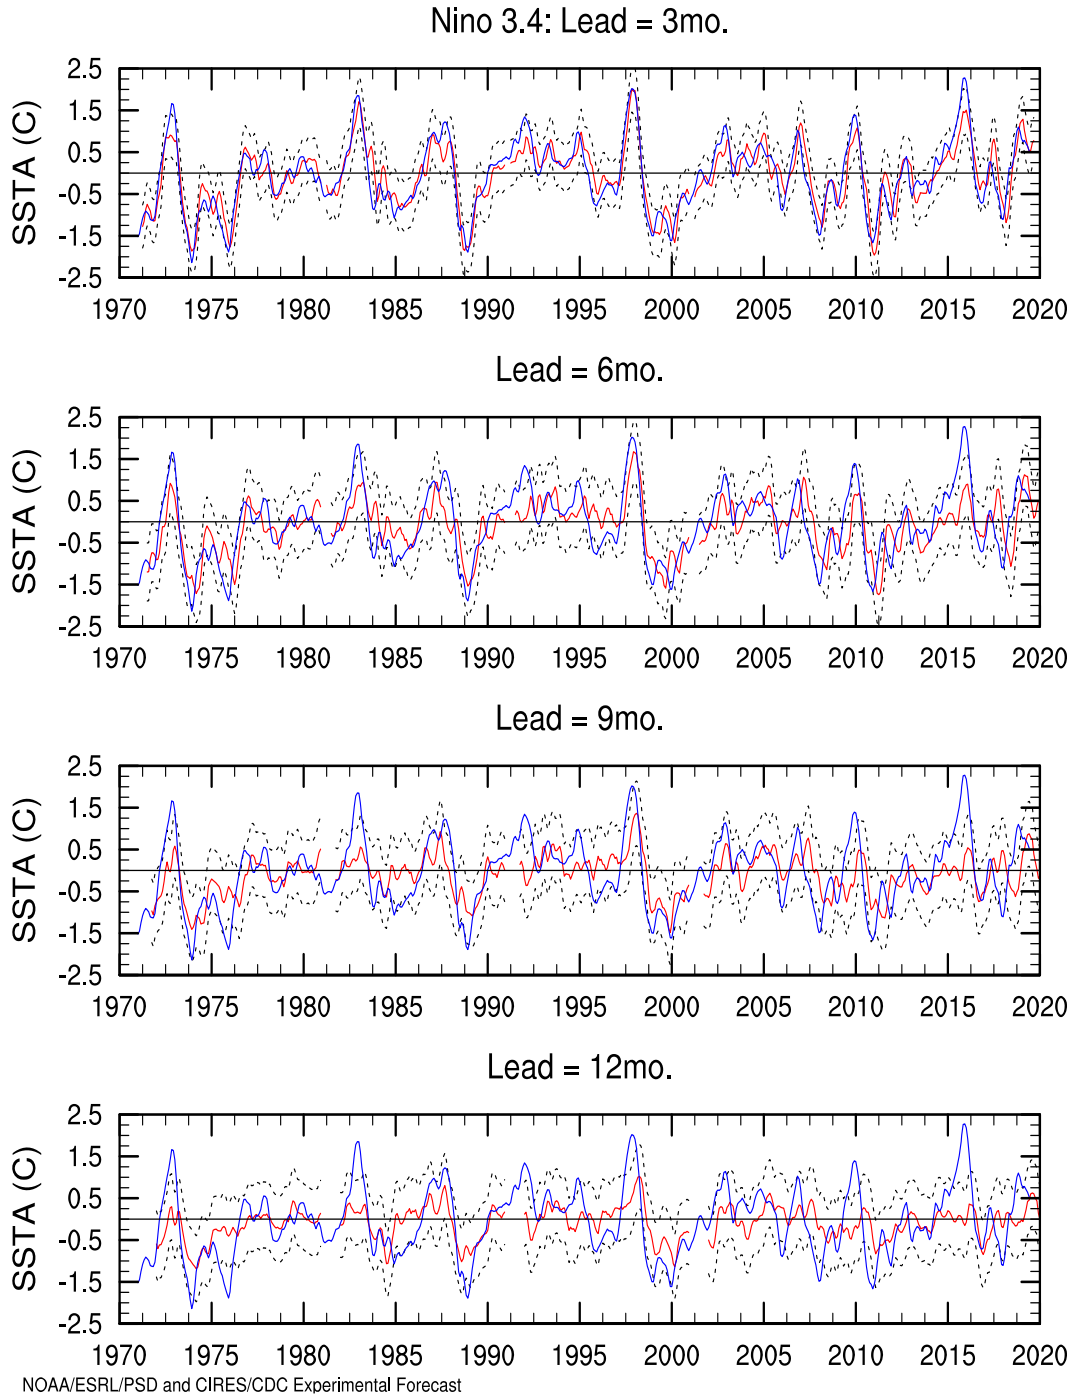 Nino 3.4: Lead = 3mo.
SSTA (C)
2.5
1.5
0.5
-0.5
-1.5
-2.5
1970 1975 1980 1985 1990 1995 2000 2005 2010 2015 2020
Lead = 6mo.
SSTA (C)
2.5
1.5
0.5
-0.5
-1.5
-2.5
1970 1975 1980 1985 1990 1995 2000 2005 2010 2015 2020
Lead = 9mo.
SSTA (C)
2.5
1.5
0.5
-0.5
-1.5
-2.5
1970 1975 1980 1985 1990 1995 2000 2005 2010 2015 2020
Lead = 12mo.
SSTA (C)
2.5
1.5
0.5
-0.5
-1.5
-2.5
1970 1975 1980 1985 1990 1995 2000 2005 2010 2015 2020
NOAA/ESRL/PSD and CIRES/CDC Experimental Forecast